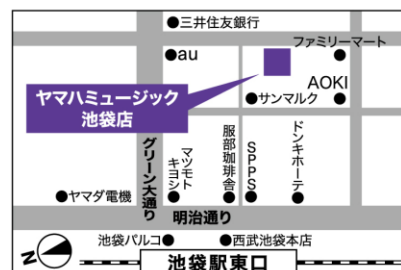 三井住友銀行
ファミリーマート
au
AOKI
ヤマハミュージック
池袋店
サンマルク
グリーン大通り
マツモト
キヨシ
服部珈琲舎
SPPS
ドンキホーテ
ヤマダ電機
明治通り
池袋パルコ
西武池袋本店
N
池袋駅東口